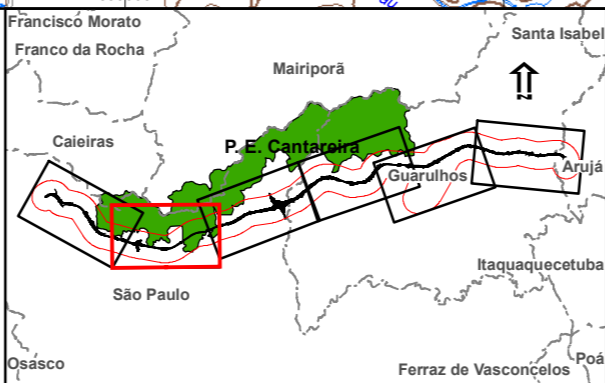 Francisco Morato
Santa Isabel
Franco da Rocha
Mairiporã
N
Caieiras
P. E. Cantareira
Guarulhos
Arujá
Itaquaquecetuba
São Paulo
Osasco
Poá
Ferraz de Vasconcelos